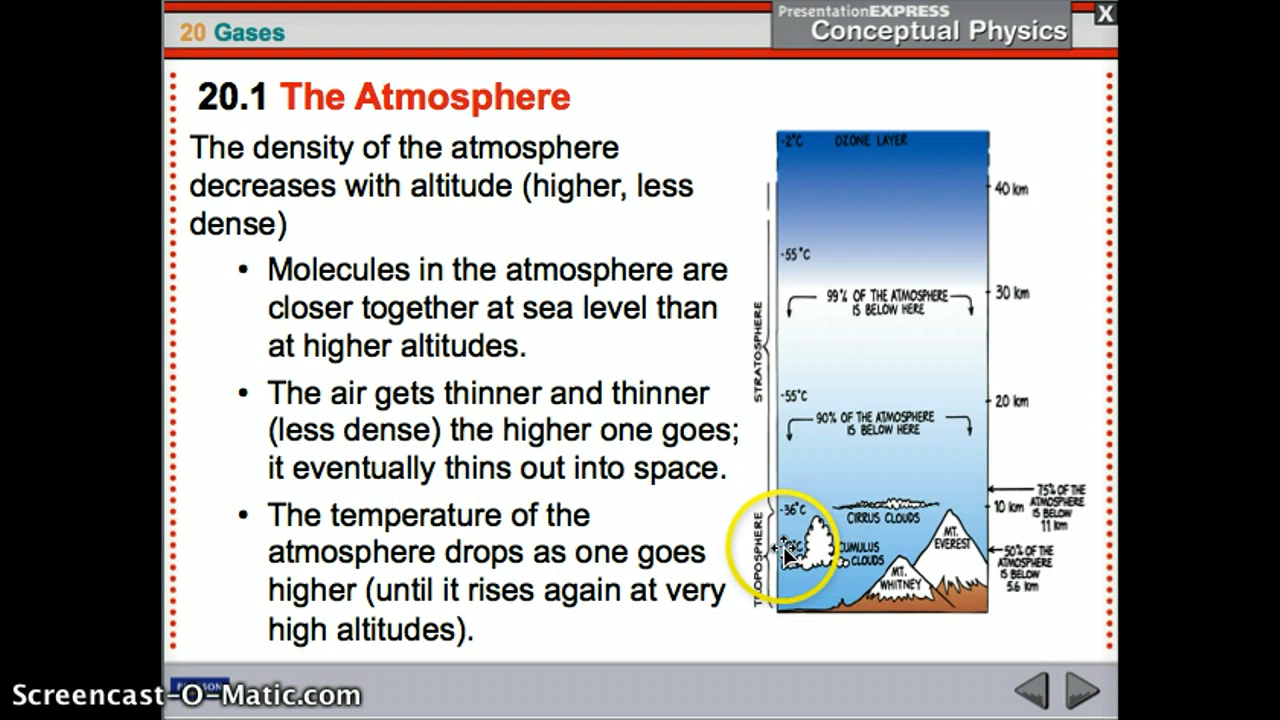 PresentationEXPRESS
Conceptual Physics
X
20 Gases
20.1 The Atmosphere
The density of the atmosphere
decreases with altitude (higher, less
dense)
• Molecules in the atmosphere are
closer together at sea level than
at higher altitudes.
• The air gets thinner and thinner
(less dense) the higher one goes;
it eventually thins out into space.
• The temperature of the
atmosphere drops as one goes
higher (until it rises again at very
high altitudes).
-2°C OZONE LAYER
40 km
-55°C
30 km
99% OF THE ATMOSPHERE
IS BELOW HERE
STRATOSPHERE
-55°C
20 km
90% OF THE ATMOSPHERE
IS BELOW HERE
75% OF THE
ATMOSPHERE
IS BELOW
11 km
10 km
-36°C
CIRRUS CLOUDS
TROPOSPHERE
CUMULUS
CLOUDS
MT.
EVEREST
MT.
WHITNEY
50% OF THE
ATMOSPHERE
IS BELOW
5.6 km
PEARSON
Screencast-O-Matic.com